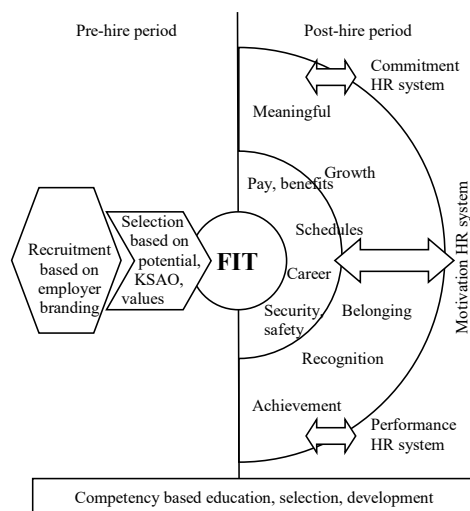 Pre-hire period
Post-hire period
Commitment
HR system
Meaningful
Growth
Pay, benefits
Selection
based on
potential,
KSAO,
values
Schedules
Recruitment
based on
employer
branding
FIT
Career
Motivation HR system
Security,
safety
Belonging
Recognition
Achievement
Performance
HR system
Competency based education, selection, development